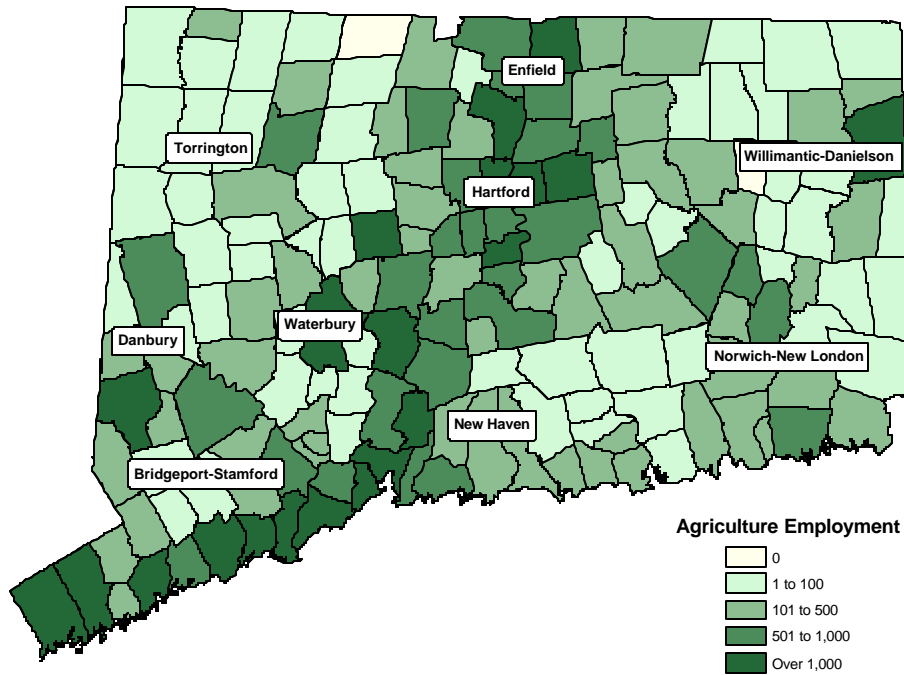 Enfield
Torrington
Willimantic-Danielson
Hartford
Waterbury
Danbury
Norwich-New London
New Haven
Bridgeport-Stamford
Agriculture Employment
0
1 to 100
101 to 500
501 to 1,000
Over 1,000